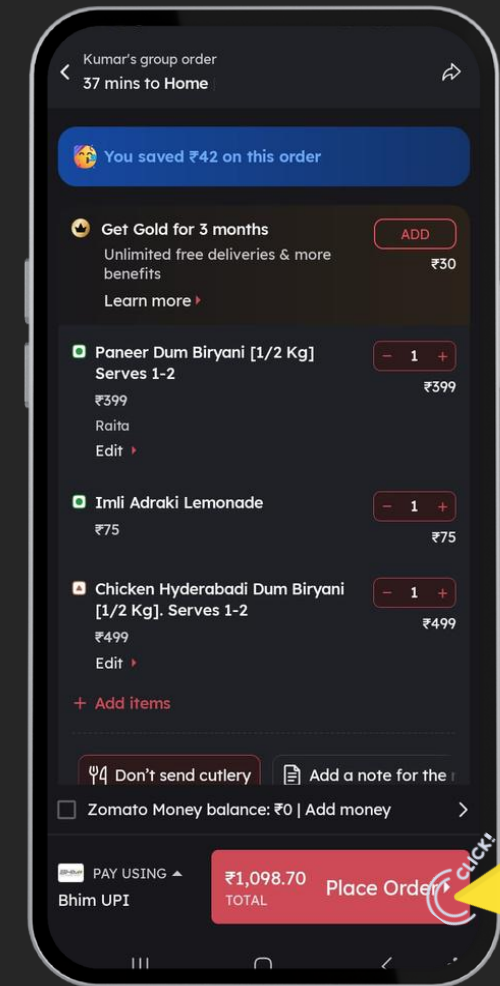 Kumar's group order
37 mins to Home
You saved ₹42 on this order
Get Gold for 3 months
ADD
Unlimited free deliveries & more
benefits
₹30
Learn more
Paneer Dum Biryani [1/2 Kg]
Serves 1-2
- 1 +
₹399
₹399
Raita
Edit
Imli Adraki Lemonade
- 1 +
₹75
₹75
Chicken Hyderabadi Dum Biryani
[1/2 Kg]. Serves 1-2
- 1 +
₹499
₹499
Edit
+ Add items
Don't send cutlery
Add a note for the
Zomato Money balance: ₹0 | Add money
PAY USING
Bhim UPI
₹1,098.70
TOTAL
Place Order
CLICK!